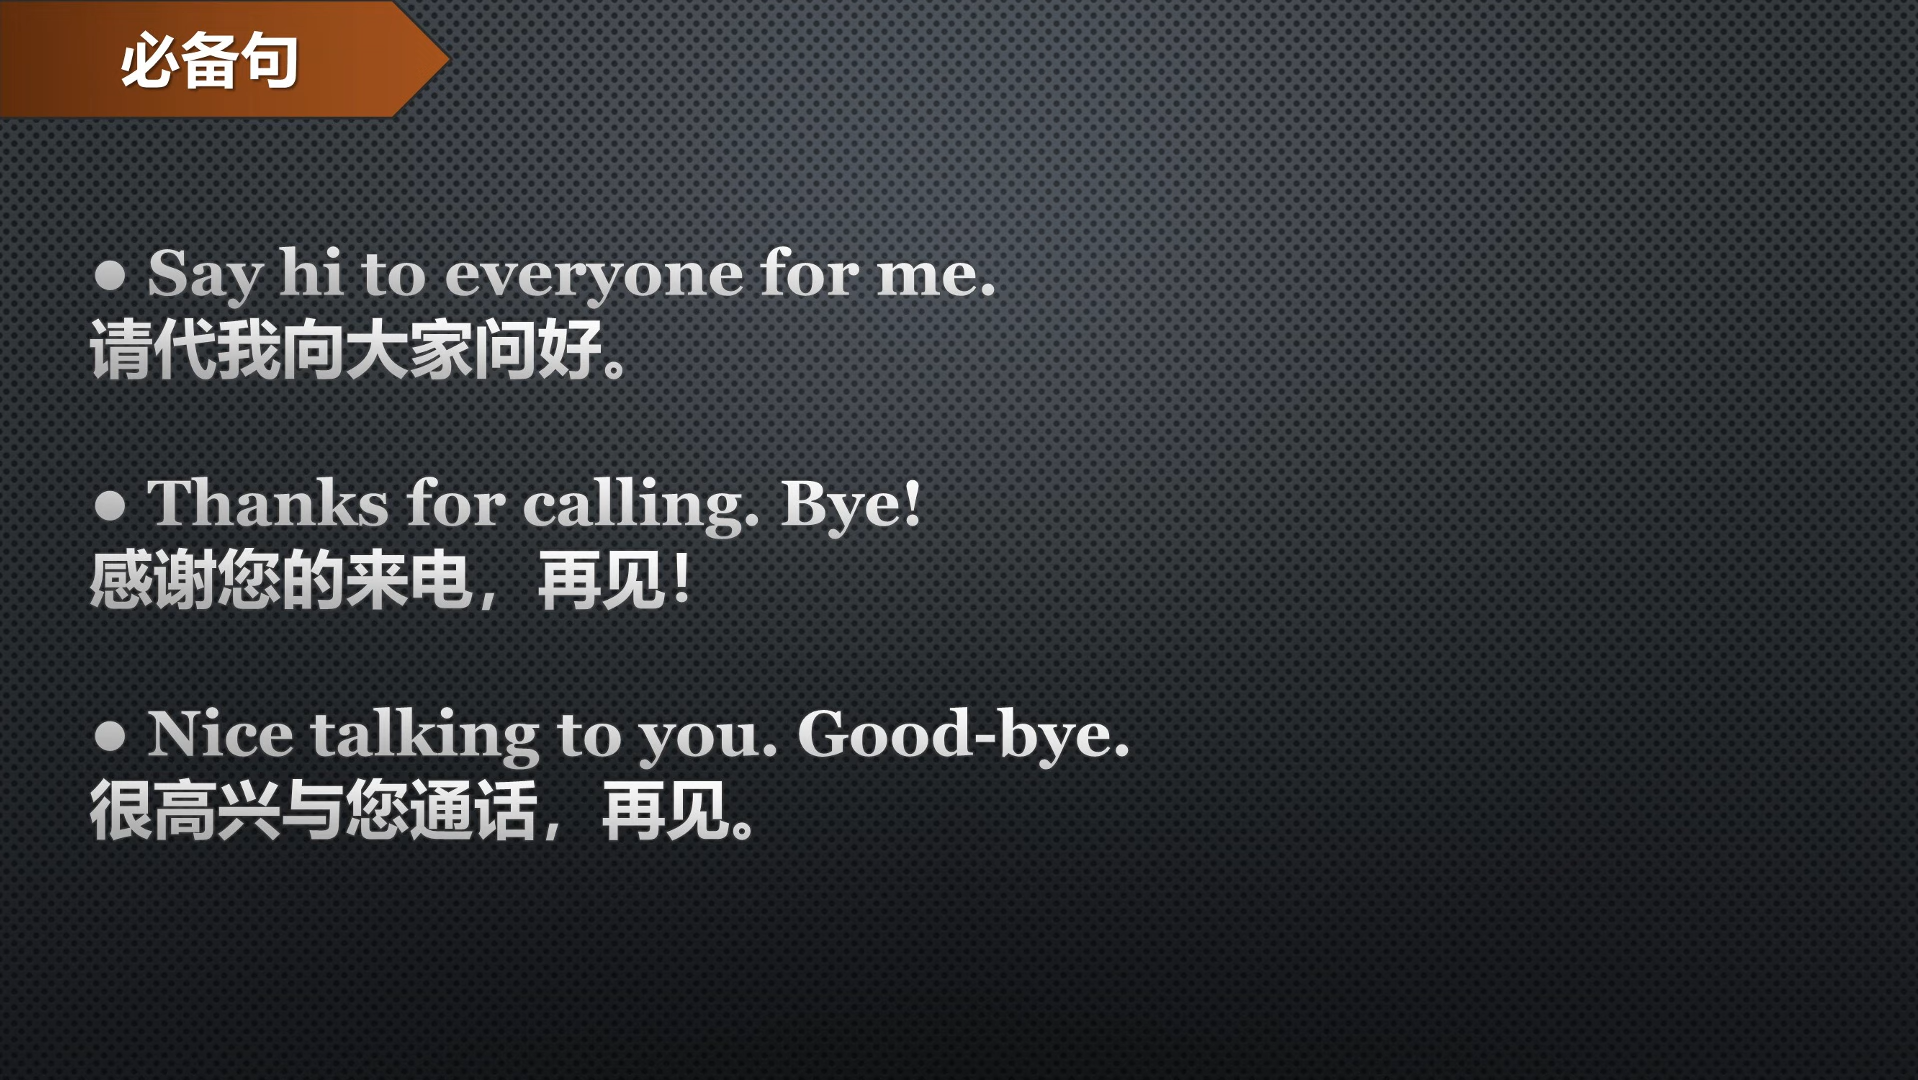 必备句
● Say hi to everyone for me.
请代我向大家问好。
● Thanks for calling. Bye!
感谢您的来电，再见！
● Nice talking to you. Good-bye.
很高兴与您通话，再见。